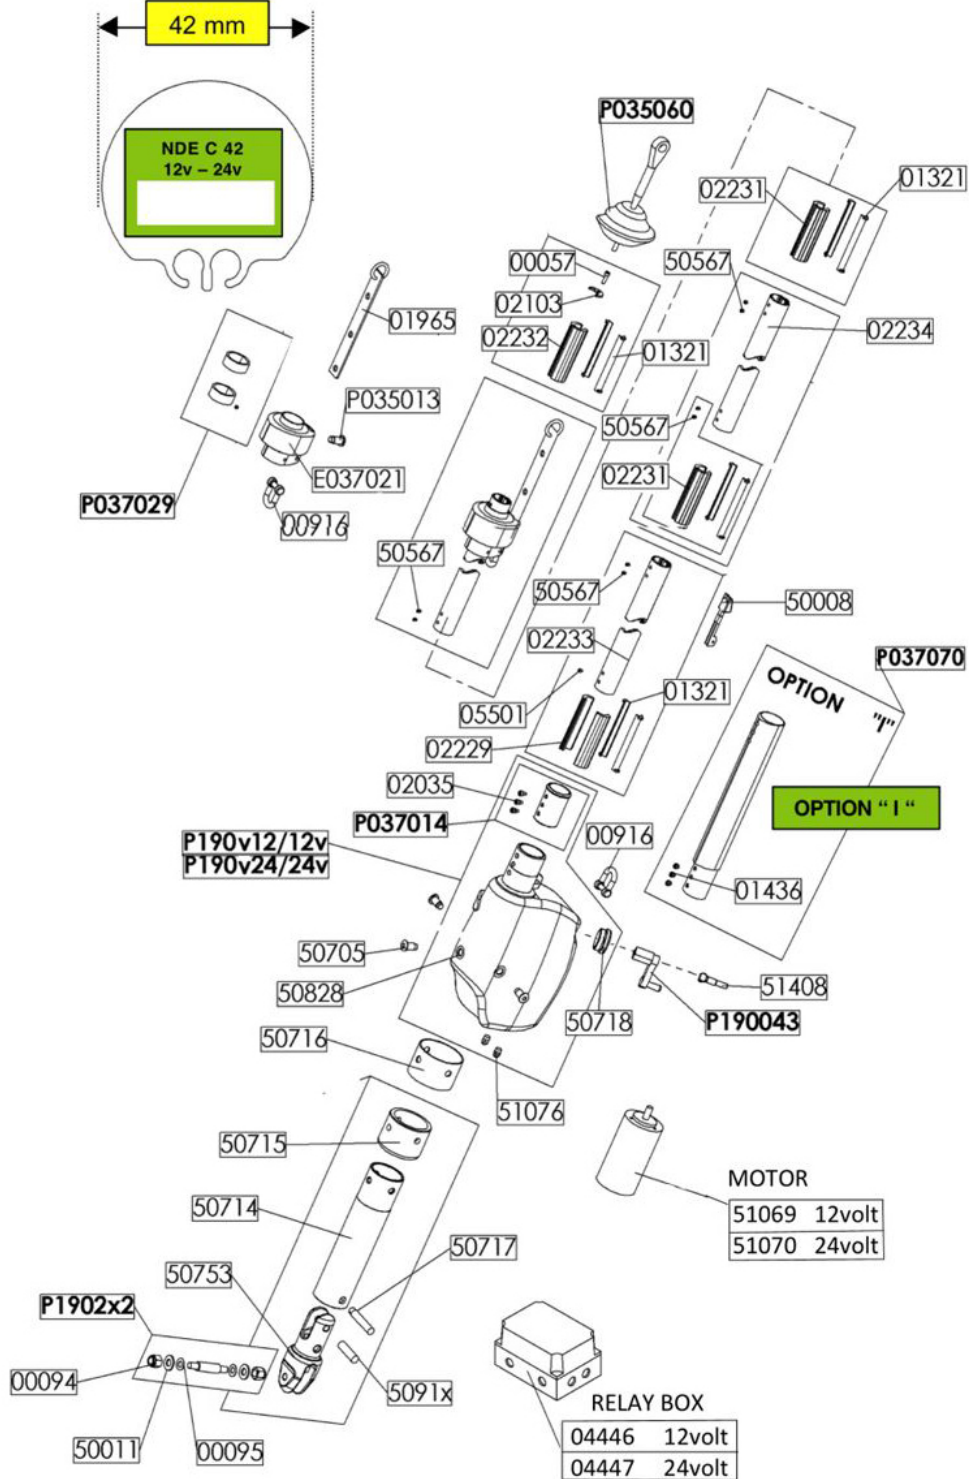 42 mm
NDE C 42
12v – 24v
P035060
01321
02231
00057
50567
02103
01965
02232
01321
02234
P035013
50567
E037021
02231
P037029
00916
50567
50567
50008
02233
P037070
OPTION "I"
01321
05501
02229
02035
P037014
OPTION “ I “
00916
P190v12/12v
P190v24/24v
01436
50705
50828
51408
50718
P190043
50716
51076
50715
MOTOR
51069 12volt
51070 24volt
50714
50717
50753
P1902x2
00094
5091x
RELAY BOX
50011
00095
04446 12volt
04447 24volt